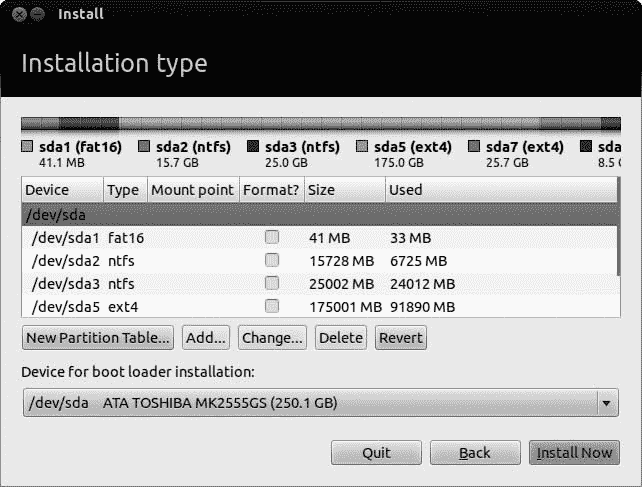 Install
Installation type
sda1 (fat16) sda2 (ntfs) sda3 (ntfs) sda5 (ext4) sda7 (ext4) sda
41.1 MB 15.7 GB 25.0 GB 175.0 GB 25.7 GB 8.5 G
Device Type Mount point Format? Size Used
/dev/sda
/dev/sda1 fat16 41 MB 33 MB
/dev/sda2 ntfs 15728 MB 6725 MB
/dev/sda3 ntfs 25002 MB 24012 MB
/dev/sda5 ext4 175001 MB 91890 MB
New Partition Table... Add... Change... Delete Revert
Device for boot loader installation:
/dev/sda ATA TOSHIBA MK2555GS (250.1 GB)
Quit Back Install Now